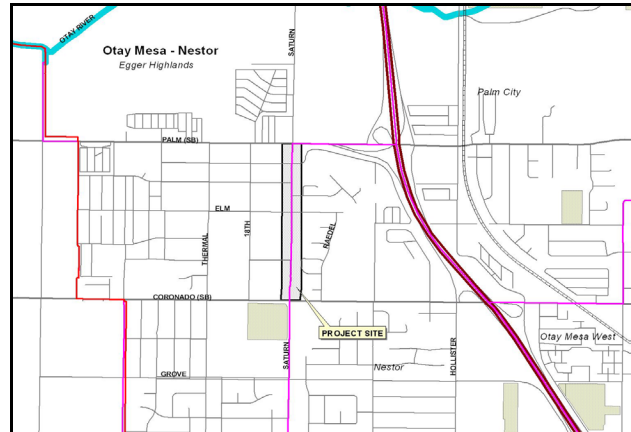 OTAY RIVER
SATURN
Otay Mesa - Nestor
Egger Highlands
Palm City
PALM (SB)
ELM
THERMAL
18TH
RAEDEL
CORONADO (SB)
PROJECT SITE
SATURN
HOLLISTER
Otay Mesa West
GROVE
Nestor